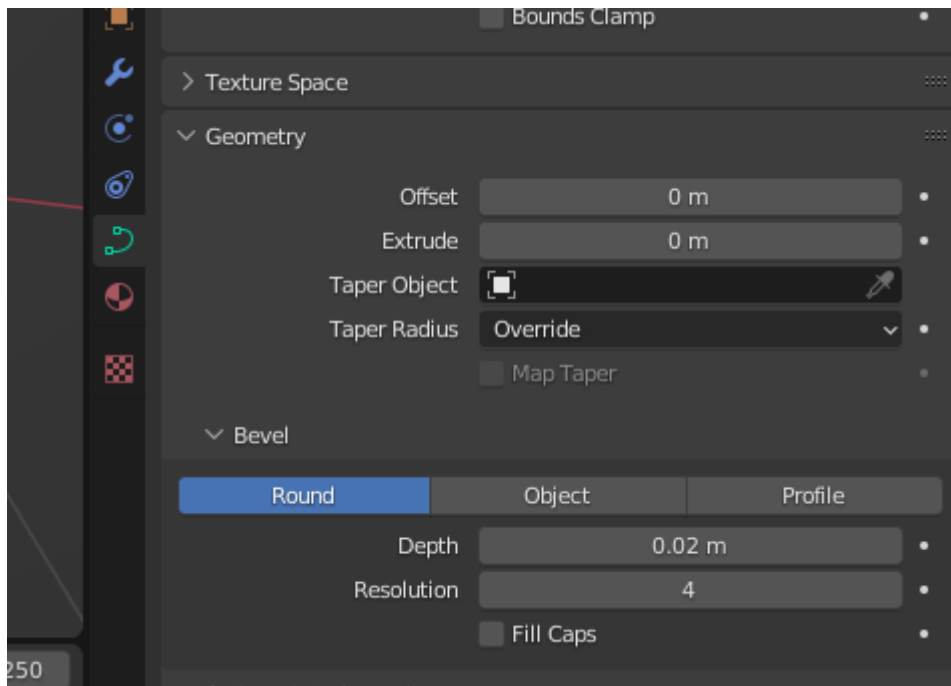 Bounds Clamp
Texture Space
Geometry
Offset 0 m
Extrude 0 m
Taper Object
Taper Radius Override
Map Taper
Bevel
Round Object Profile
Depth 0.02 m
Resolution 4
Fill Caps
250